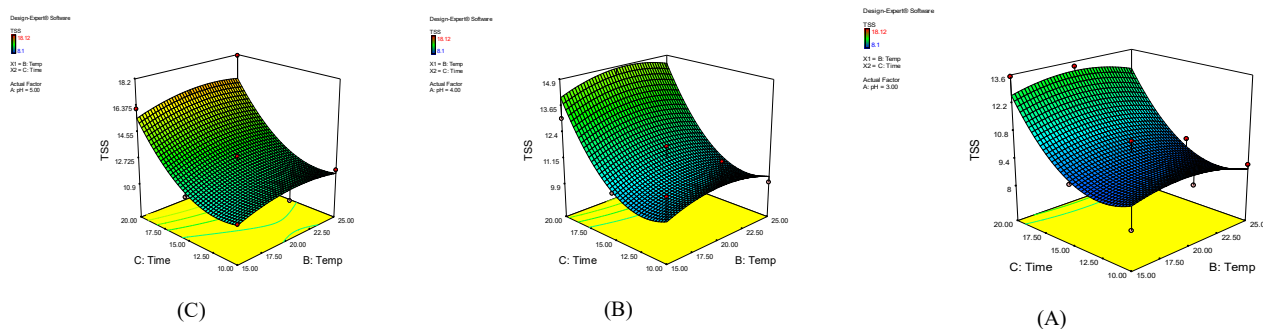 Design-Expert® Software
TSS
18.12
8.1
X1 = B: Temp
X2 = C: Time
Actual Factor
A: pH = 5.00
18.2
16.375
14.55
12.725
10.9
TSS
20.00
17.50
15.00
12.50
10.00
C: Time
15.00
17.50
20.00
22.50
25.00
B: Temp
(C)
Design-Expert® Software
TSS
18.12
8.1
X1 = B: Temp
X2 = C: Time
Actual Factor
A: pH = 4.00
14.9
13.65
12.4
11.15
9.9
TSS
20.00
17.50
15.00
12.50
10.00
C: Time
15.00
17.50
20.00
22.50
25.00
B: Temp
(B)
Design-Expert® Software
TSS
18.12
8.1
X1 = B: Temp
X2 = C: Time
Actual Factor
A: pH = 3.00
13.6
12.2
10.8
9.4
8
TSS
20.00
17.50
15.00
12.50
10.00
C: Time
15.00
17.50
20.00
22.50
25.0
B: Temp
(A)